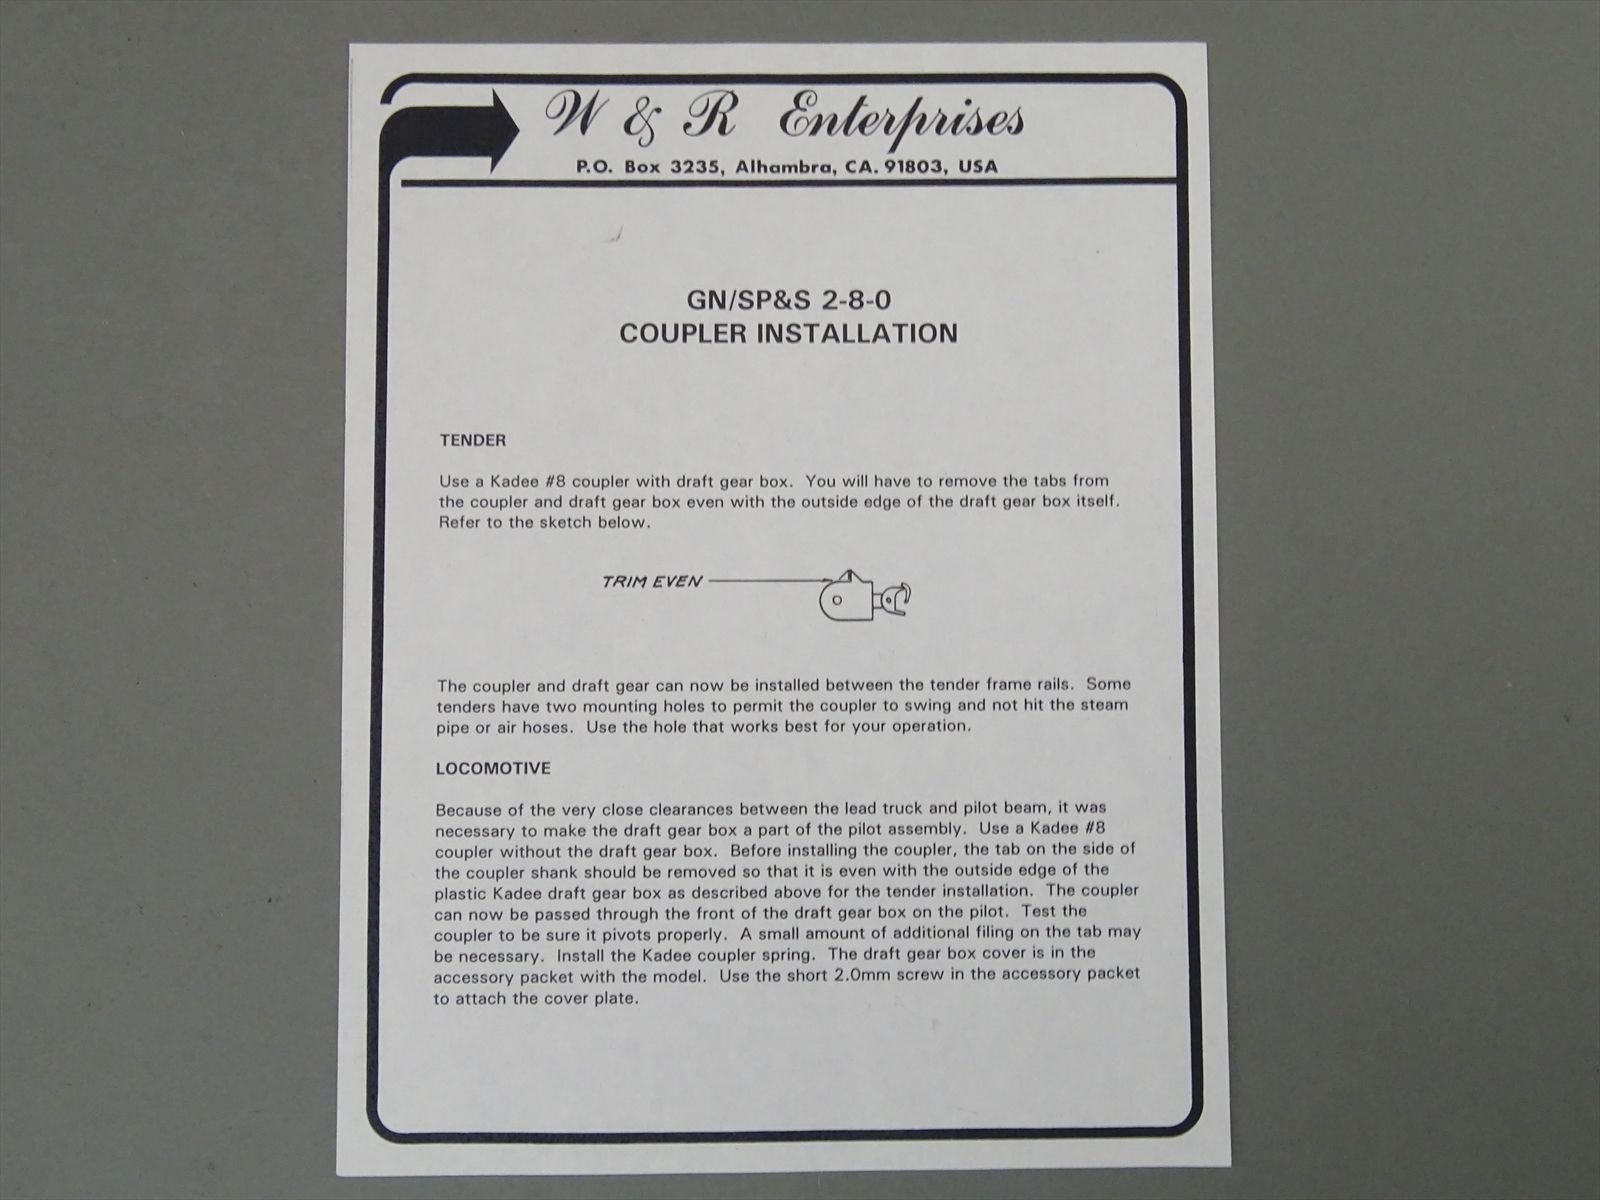 W & R Enterprises
P.O. Box 3235, Alhambra, CA. 91803, USA
GN/SP&S 2-8-0
COUPLER INSTALLATION
TENDER
Use a Kadee #8 coupler with draft gear box. You will have to remove the tabs from
the coupler and draft gear box even with the outside edge of the draft gear box itself.
Refer to the sketch below.
TRIM EVEN
The coupler and draft gear can now be installed between the tender frame rails. Some
tenders have two mounting holes to permit the coupler to swing and not hit the steam
pipe or air hoses. Use the hole that works best for your operation.
LOCOMOTIVE
Because of the very close clearances between the lead truck and pilot beam, it was
necessary to make the draft gear box a part of the pilot assembly. Use a Kadee #8
coupler without the draft gear box. Before installing the coupler, the tab on the side of
the coupler shank should be removed so that it is even with the outside edge of the
plastic Kadee draft gear box as described above for the tender installation. The coupler
can now be passed through the front of the draft gear box on the pilot. Test the
coupler to be sure it pivots properly. A small amount of additional filing on the tab may
be necessary. Install the Kadee coupler spring. The draft gear box cover is in the
accessory packet with the model. Use the short 2.0mm screw in the accessory packet
to attach the cover plate.